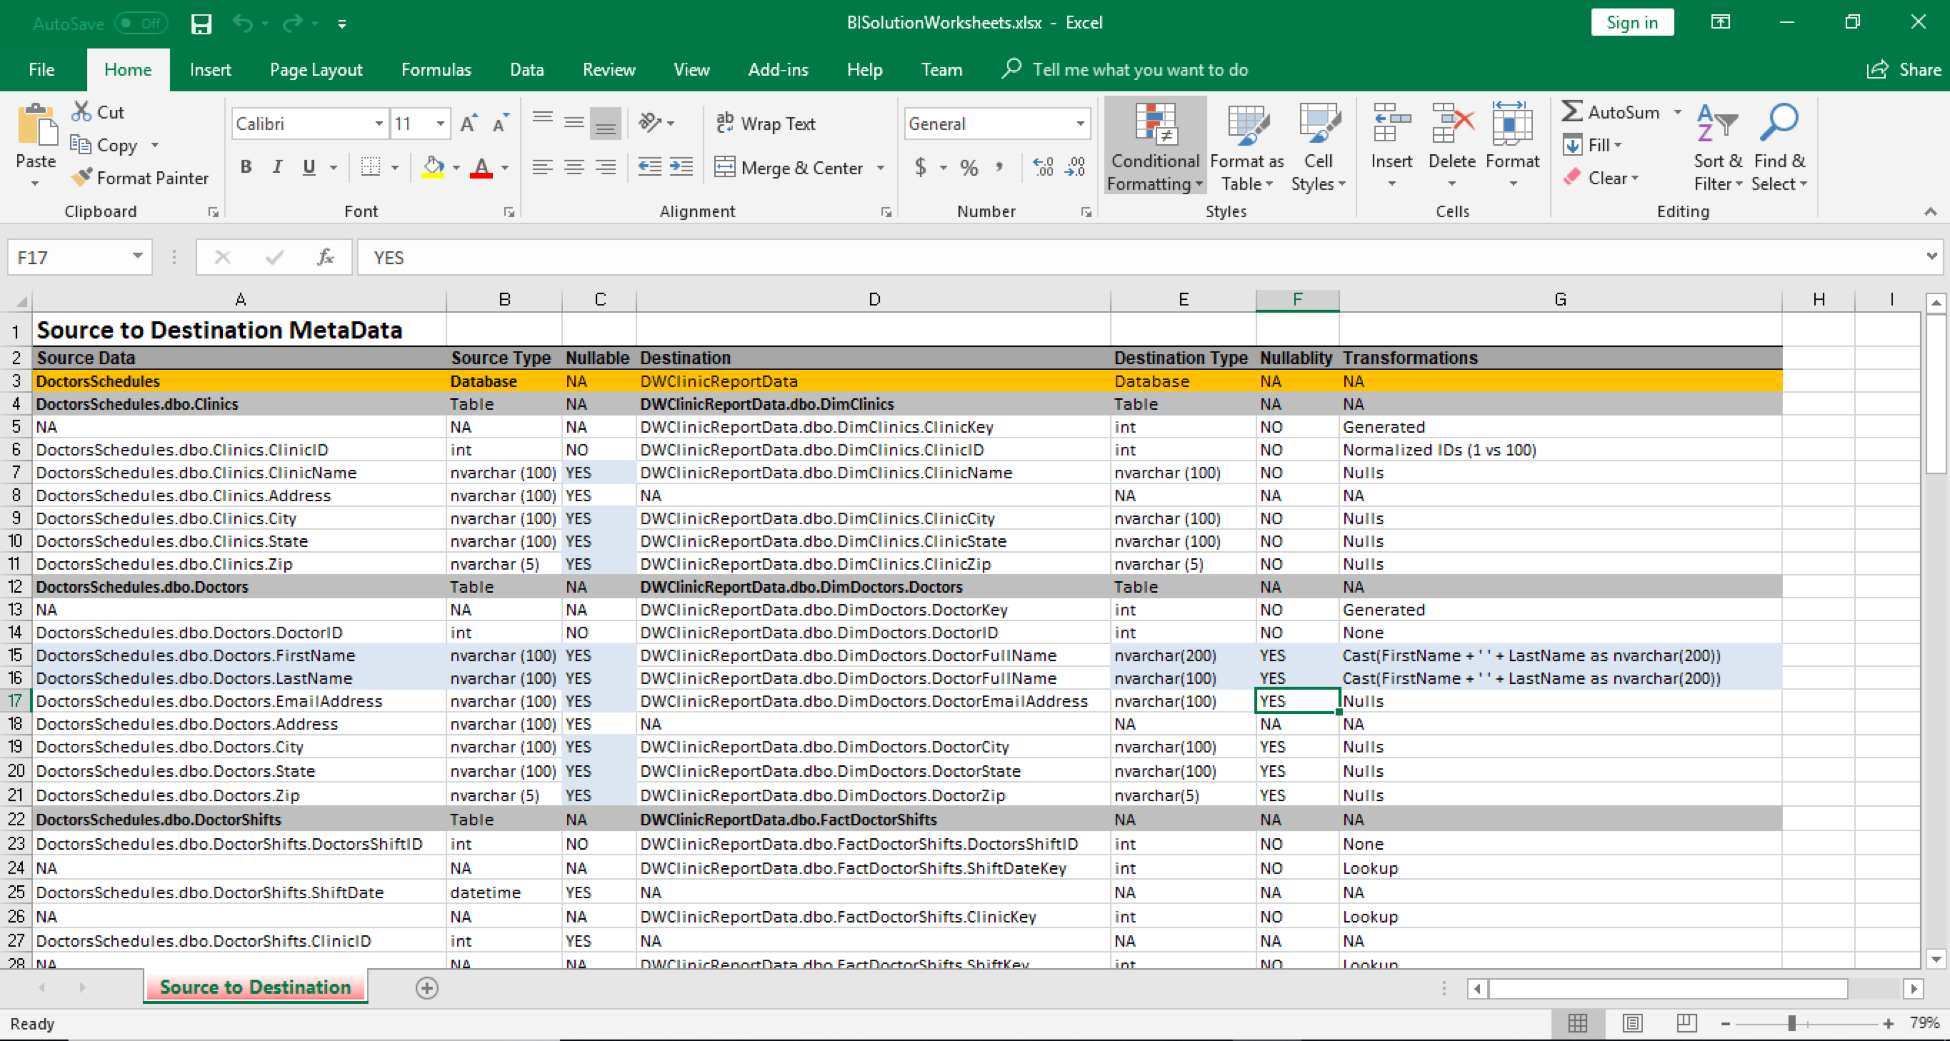 AutoSave Off BISolutionWorksheets.xlsx - Excel Sign in
File Home Insert Page Layout Formulas Data Review View Add-ins Help Team Tell me what you want to do Share
Paste Cut Copy Format Painter Clipboard
Calibri 11 B I U A Font
Wrap Text Merge & Center Alignment
General $ % , Number
Conditional Formatting Format as Table Cell Styles Styles
Insert Delete Format Cells
AutoSum Fill Clear Sort & Filter Find & Select Editing
F17 fx YES
A B C D E F G H I
1 Source to Destination MetaData
2 Source Data Source Type Nullable Destination Destination Type Nullablity Transformations
3 DoctorsSchedules Database NA DWClinicReportData Database NA NA
4 DoctorsSchedules.dbo.Clinics Table NA DWClinicReportData.dbo.DimClinics Table NA NA
5 NA NA NA DWClinicReportData.dbo.DimClinics.ClinicKey int NO Generated
6 DoctorsSchedules.dbo.Clinics.ClinicID int NO DWClinicReportData.dbo.DimClinics.ClinicID int NO Normalized IDs (1 vs 100)
7 DoctorsSchedules.dbo.Clinics.ClinicName nvarchar (100) YES DWClinicReportData.dbo.DimClinics.ClinicName nvarchar (100) NO Nulls
8 DoctorsSchedules.dbo.Clinics.Address nvarchar (100) YES NA NA NA NA
9 DoctorsSchedules.dbo.Clinics.City nvarchar (100) YES DWClinicReportData.dbo.DimClinics.ClinicCity nvarchar (100) NO Nulls
10 DoctorsSchedules.dbo.Clinics.State nvarchar (100) YES DWClinicReportData.dbo.DimClinics.ClinicState nvarchar (100) NO Nulls
11 DoctorsSchedules.dbo.Clinics.Zip nvarchar (5) YES DWClinicReportData.dbo.DimClinics.ClinicZip nvarchar (5) NO Nulls
12 DoctorsSchedules.dbo.Doctors Table NA DWClinicReportData.dbo.DimDoctors.Doctors Table NA NA
13 NA NA NA DWClinicReportData.dbo.DimDoctors.DoctorKey int NO Generated
14 DoctorsSchedules.dbo.Doctors.DoctorID int NO DWClinicReportData.dbo.DimDoctors.DoctorID int NO None
15 DoctorsSchedules.dbo.Doctors.FirstName nvarchar (100) YES DWClinicReportData.dbo.DimDoctors.DoctorFullName nvarchar(200) YES Cast(FirstName + ' ' + LastName as nvarchar(200))
16 DoctorsSchedules.dbo.Doctors.LastName nvarchar (100) YES DWClinicReportData.dbo.DimDoctors.DoctorFullName nvarchar(100) YES Cast(FirstName + ' ' + LastName as nvarchar(200))
17 DoctorsSchedules.dbo.Doctors.EmailAddress nvarchar (100) YES DWClinicReportData.dbo.DimDoctors.DoctorEmailAddress nvarchar(100) YES Nulls
18 DoctorsSchedules.dbo.Doctors.Address nvarchar (100) YES NA NA NA NA
19 DoctorsSchedules.dbo.Doctors.City nvarchar (100) YES DWClinicReportData.dbo.DimDoctors.DoctorCity nvarchar(100) YES Nulls
20 DoctorsSchedules.dbo.Doctors.State nvarchar (100) YES DWClinicReportData.dbo.DimDoctors.DoctorState nvarchar(100) YES Nulls
21 DoctorsSchedules.dbo.Doctors.Zip nvarchar (5) YES DWClinicReportData.dbo.DimDoctors.DoctorZip nvarchar(5) YES Nulls
22 DoctorsSchedules.dbo.DoctorShifts Table NA DWClinicReportData.dbo.FactDoctorShifts NA NA NA
23 DoctorsSchedules.dbo.DoctorShifts.DoctorsShiftID int NO DWClinicReportData.dbo.FactDoctorShifts.DoctorsShiftID int NO None
24 NA NA NA DWClinicReportData.dbo.FactDoctorShifts.ShiftDateKey int NO Lookup
25 DoctorsSchedules.dbo.DoctorShifts.ShiftDate datetime YES NA NA NA NA
26 NA NA NA DWClinicReportData.dbo.FactDoctorShifts.ClinicKey int NO Lookup
27 DoctorsSchedules.dbo.DoctorShifts.ClinicID int YES NA NA NA NA
28 NA NA NA DWClinicReportData.dbo.FactDoctorShifts.ShiftKey int NO Lookup
Source to Destination
Ready 79%